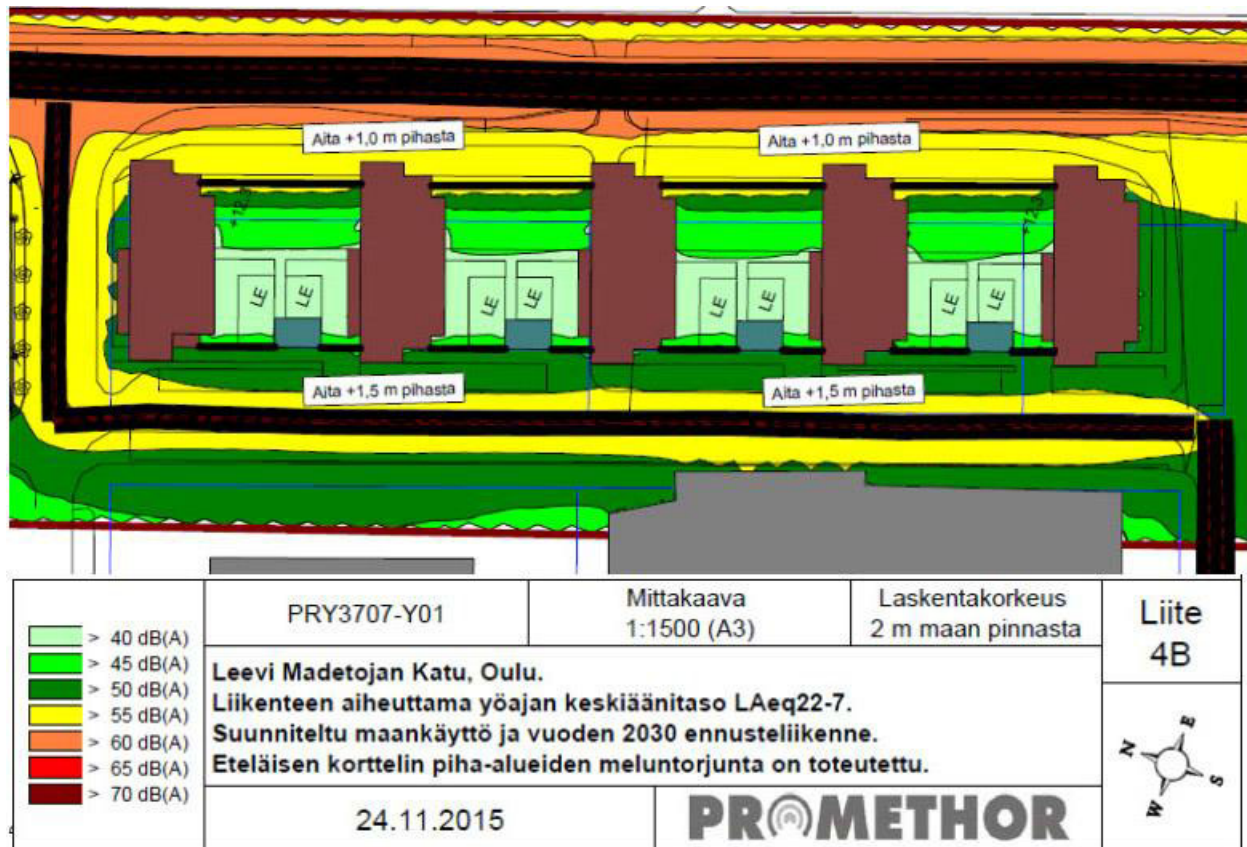 Aita +1,0 m pihasta
Aita +1,0 m pihasta
+12,3
LE
LE
LE
LE
LE
LE
LE
LE
Aita +1,5 m pihasta
Aita +1,5 m pihasta
> 40 dB(A)
> 45 dB(A)
> 50 dB(A)
> 55 dB(A)
> 60 dB(A)
> 65 dB(A)
> 70 dB(A)
PRY3707-Y01
Mittakaava
1:1500 (A3)
Laskentakorkeus
2 m maan pinnasta
Liite
4B
Leevi Madetojan Katu, Oulu.
Liikenteen aiheuttama yöajan keskiäänitaso LAeq22-7.
Suunniteltu maankäyttö ja vuoden 2030 ennusteliikenne.
Eteläisen korttelin piha-alueiden meluntorjunta on toteutettu.
24.11.2015
PROMETHOR
N
E
W
S